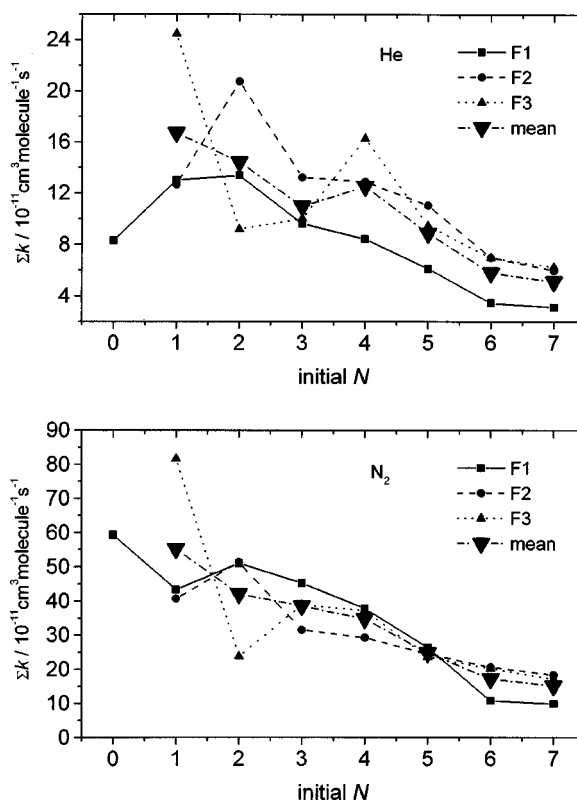 24
20
16
12
8
4
Σk / 10⁻¹¹cm³molecule⁻¹s⁻¹
He
F1
F2
F3
mean
0 1 2 3 4 5 6 7
initial N
90
80
70
60
50
40
30
20
10
0
Σk / 10⁻¹¹cm³molecule⁻¹s⁻¹
N₂
F1
F2
F3
mean
0 1 2 3 4 5 6 7
initial N